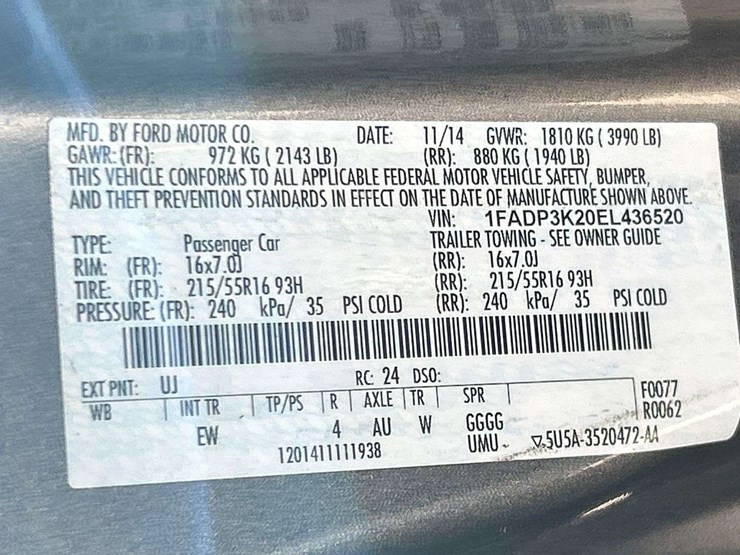 MFD. BY FORD MOTOR CO. DATE: 11/14 GVWR: 1810 KG ( 3990 LB)
GAWR: (FR): 972 KG ( 2143 LB) (RR): 880 KG ( 1940 LB)
THIS VEHICLE CONFORMS TO ALL APPLICABLE FEDERAL MOTOR VEHICLE SAFETY, BUMPER,
AND THEFT PREVENTION STANDARDS IN EFFECT ON THE DATE OF MANUFACTURE SHOWN ABOVE.
VIN: 1FADP3K20EL436520
TYPE: Passenger Car TRAILER TOWING - SEE OWNER GUIDE
RIM: (FR): 16x7.0J (RR): 16x7.0J
TIRE: (FR): 215/55R16 93H (RR): 215/55R16 93H
PRESSURE: (FR): 240 kPa/ 35 PSI COLD (RR): 240 kPa/ 35 PSI COLD
EXT PNT: UJ RC: 24 DSO:
WB INT TR TP/PS R AXLE TR SPR F0077
EW 4 AU W GGGG R0062
1201411111938 UMU 5U5A-3520472-AA